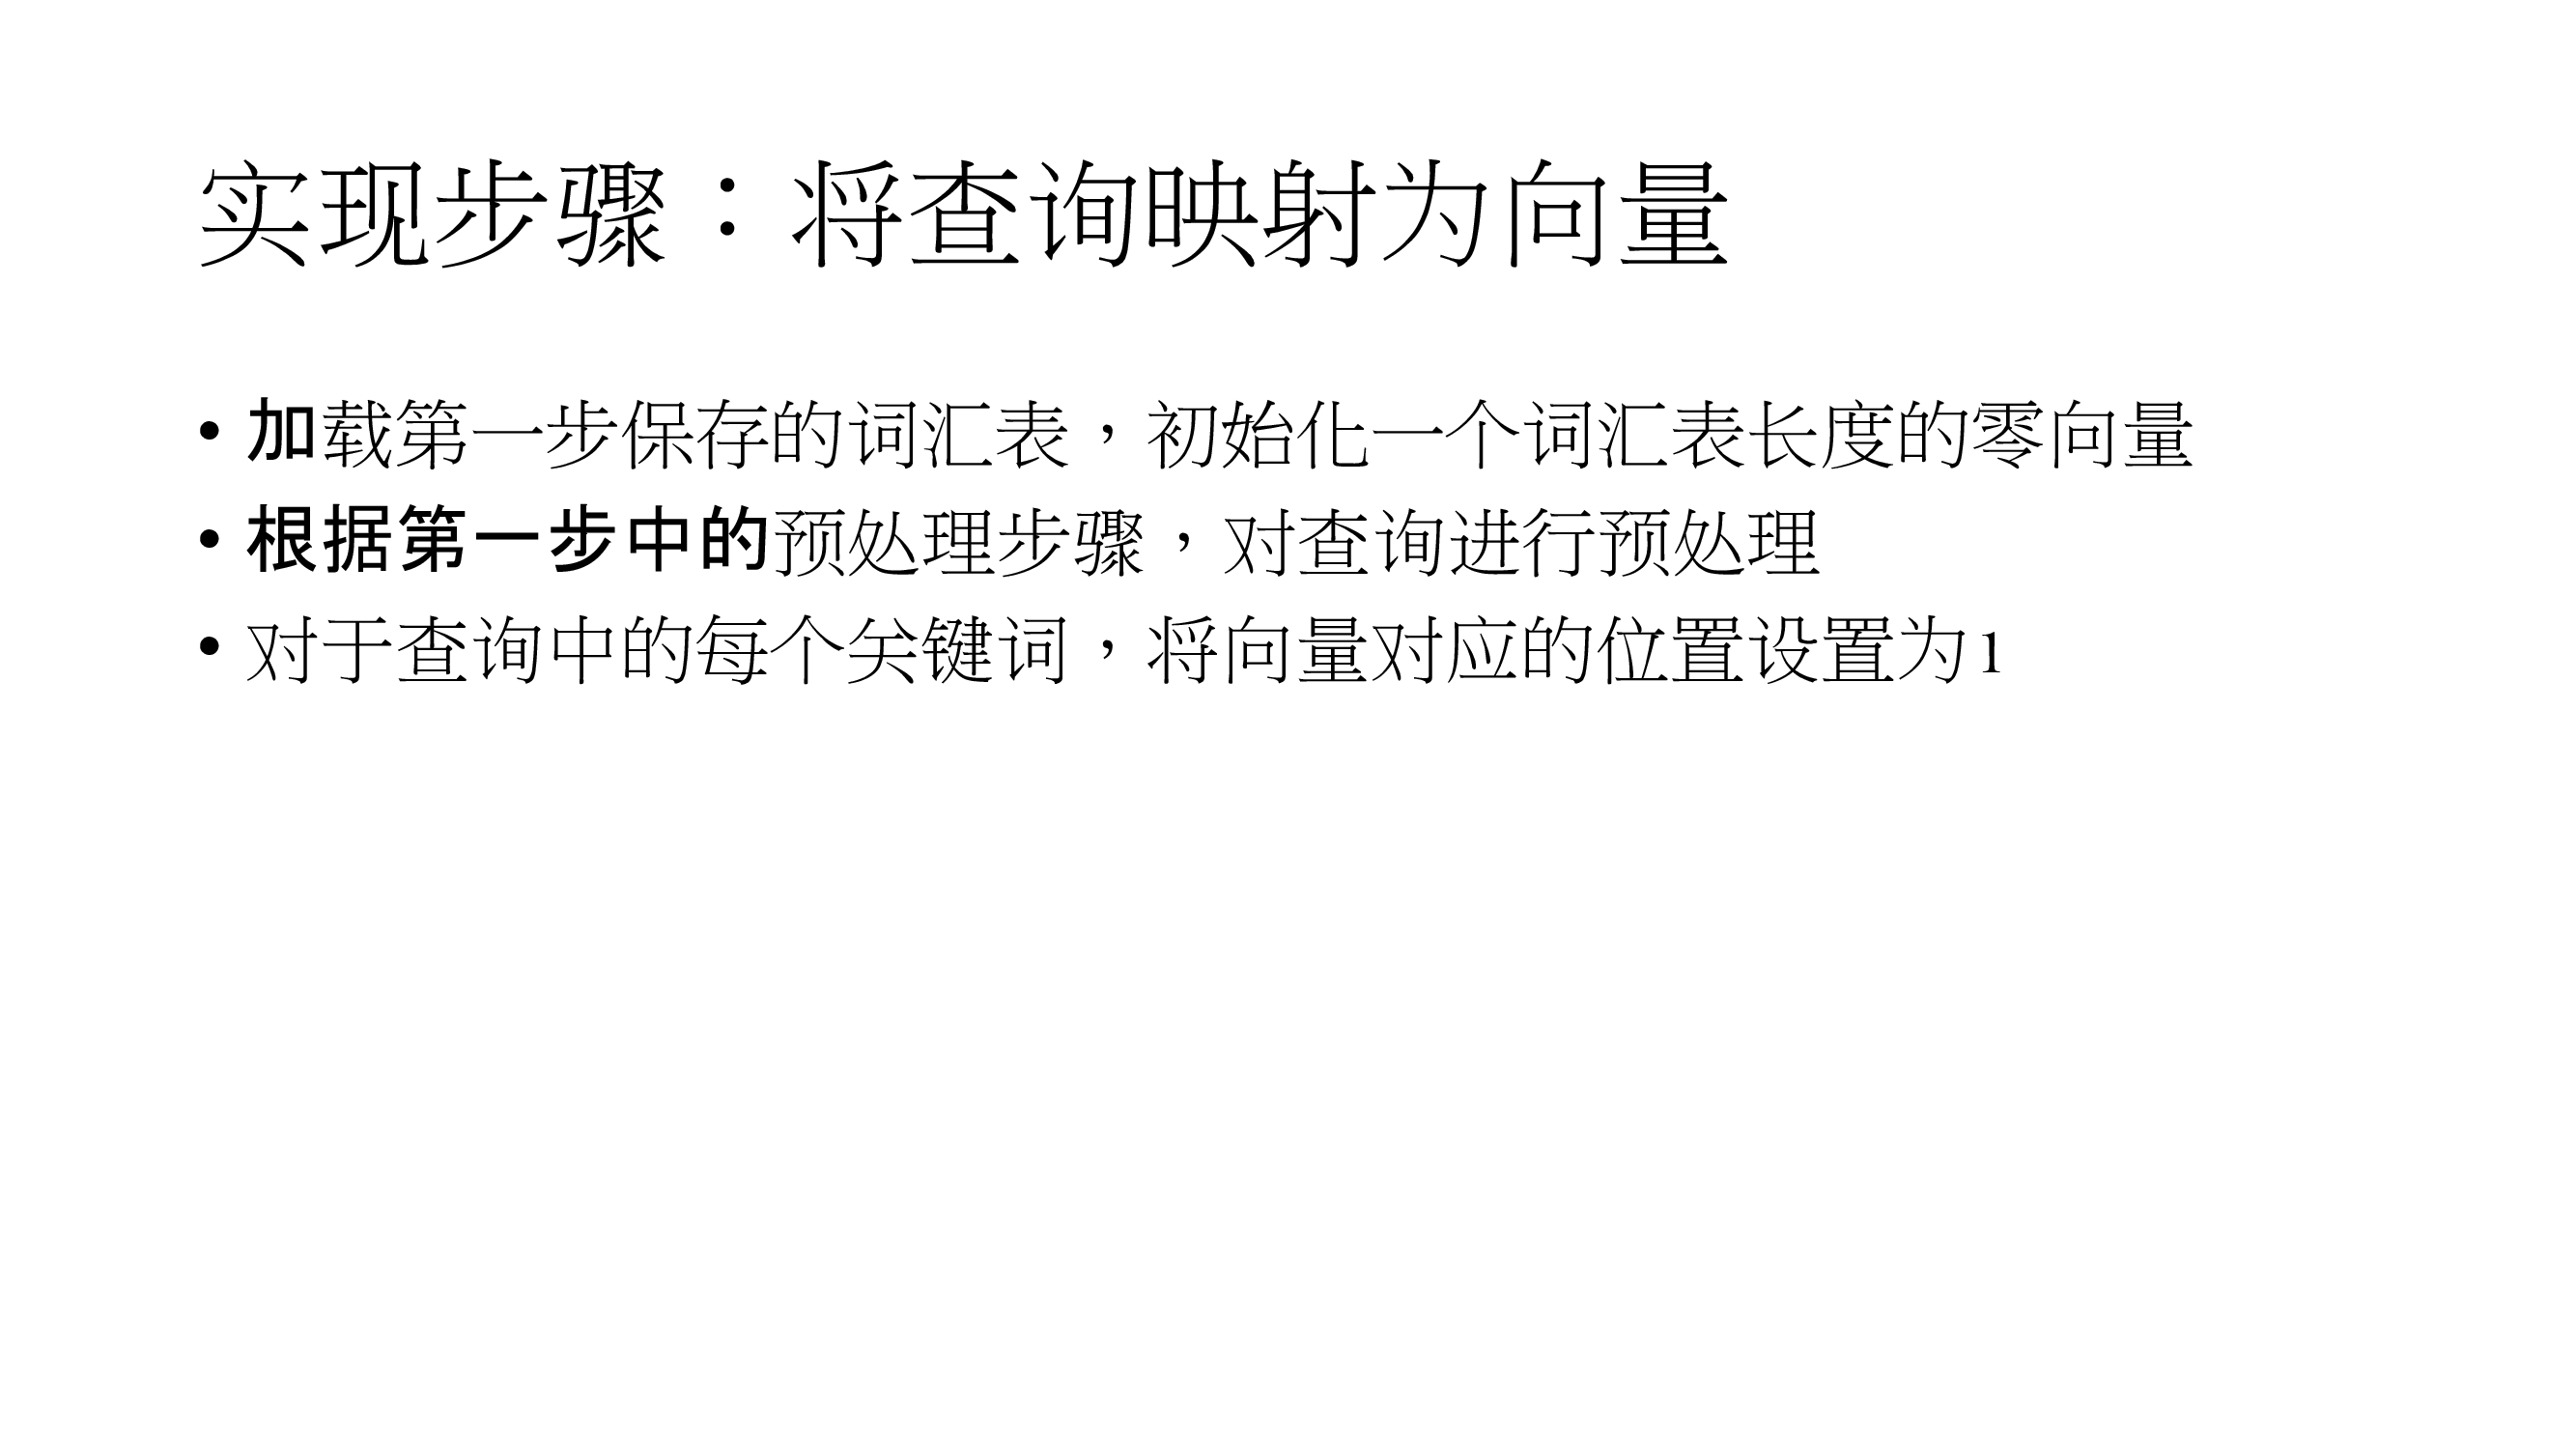 实现步骤：将查询映射为向量
• 加载第一步保存的词汇表，初始化一个词汇表长度的零向量
• 根据第一步中的预处理步骤，对查询进行预处理
• 对于查询中的每个关键词，将向量对应的位置设置为1